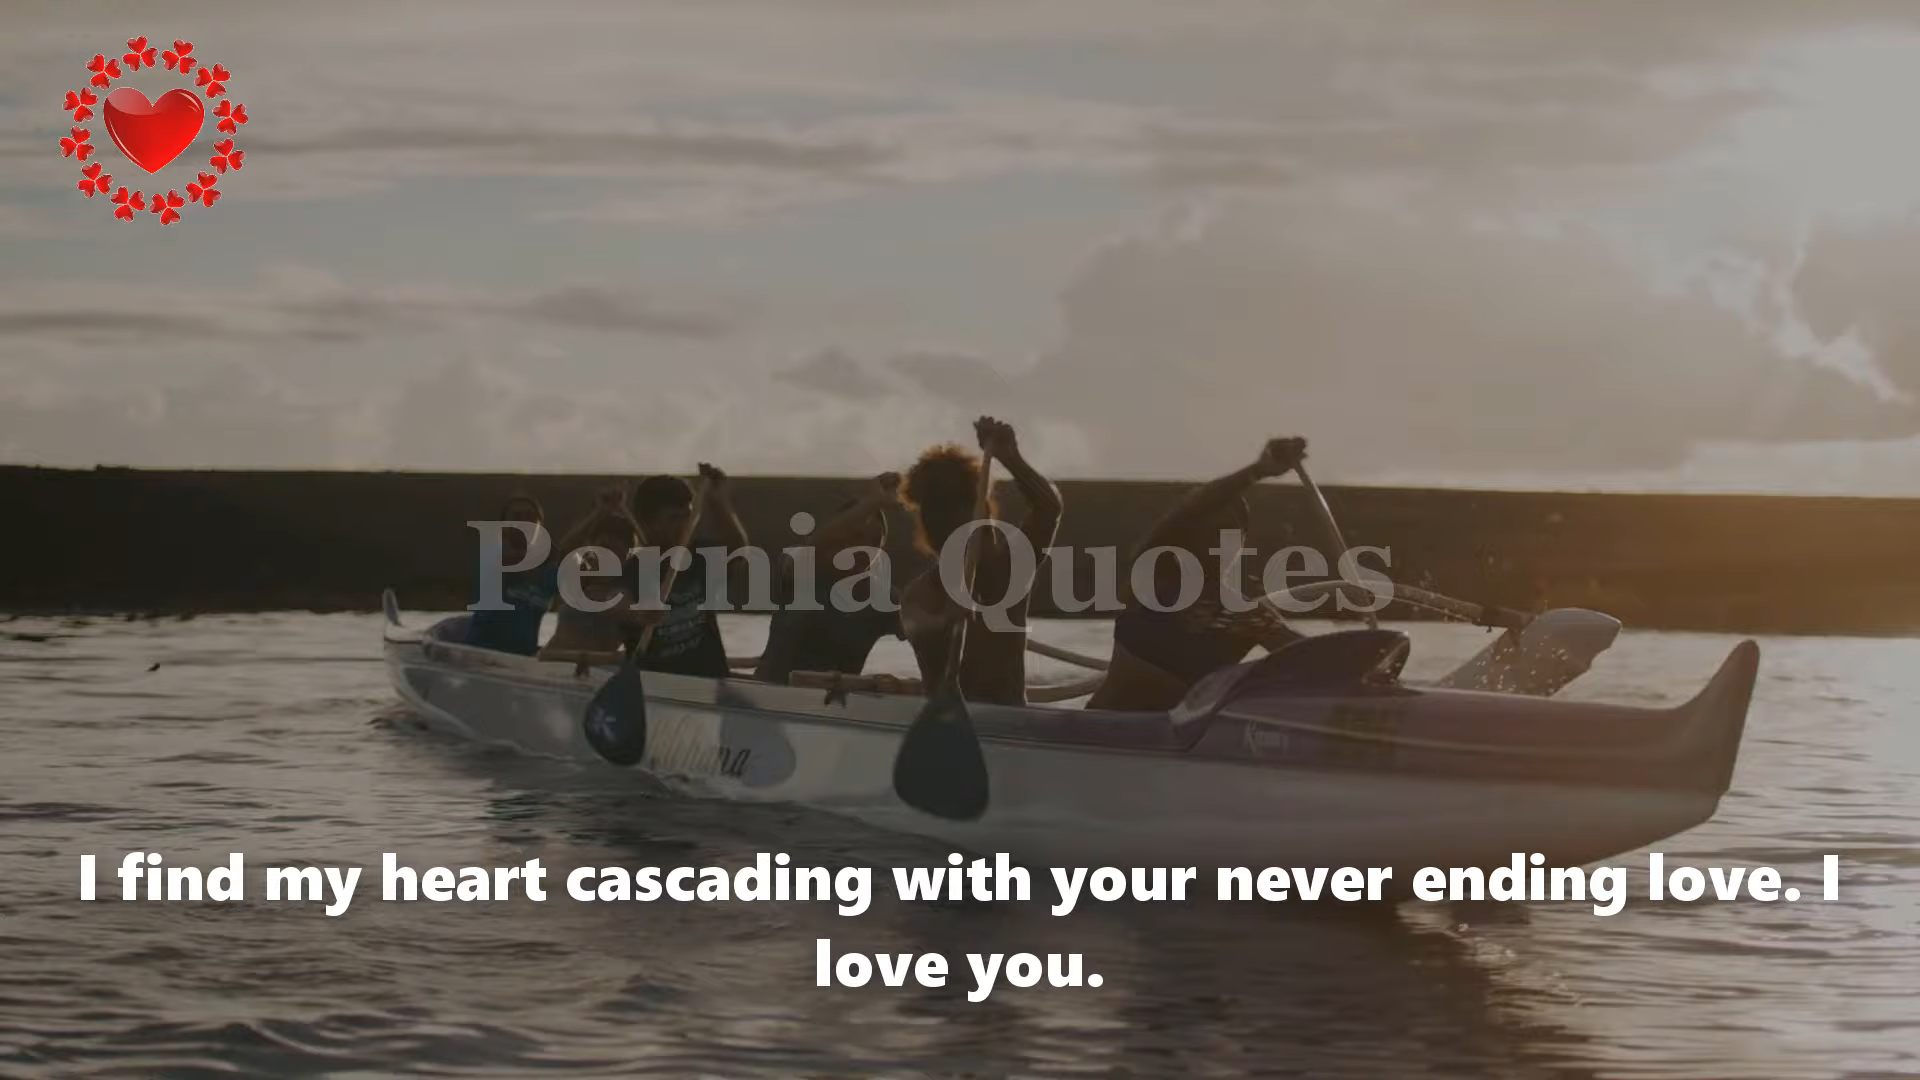 Pernia Quotes
I find my heart cascading with your never ending love. I
love you.